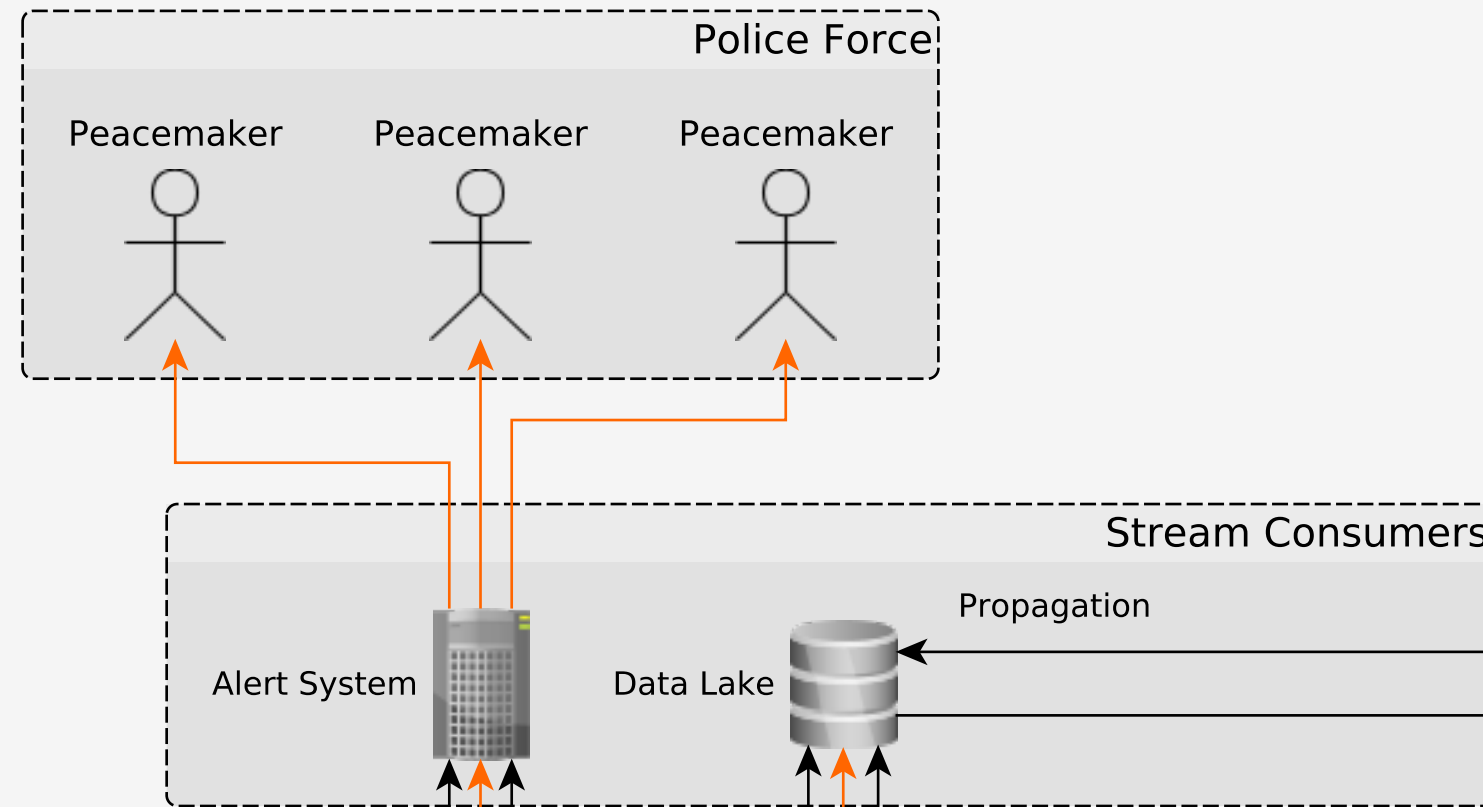 Police Force
Peacemaker Peacemaker Peacemaker
Stream Consumers
Propagation
Alert System
Data Lake